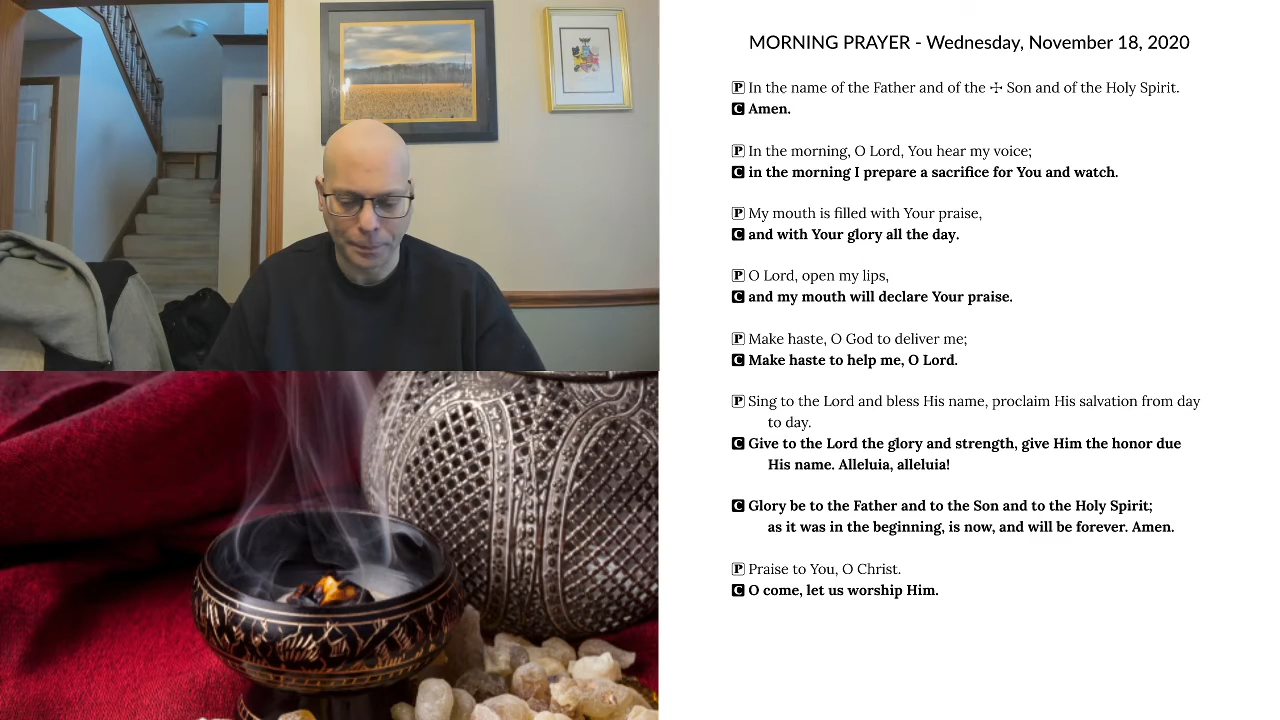 MORNING PRAYER - Wednesday, November 18, 2020
P In the name of the Father and of the ☩ Son and of the Holy Spirit.
C Amen.
P In the morning, O Lord, You hear my voice;
C in the morning I prepare a sacrifice for You and watch.
P My mouth is filled with Your praise,
C and with Your glory all the day.
P O Lord, open my lips,
C and my mouth will declare Your praise.
P Make haste, O God to deliver me;
C Make haste to help me, O Lord.
P Sing to the Lord and bless His name, proclaim His salvation from day
to day.
C Give to the Lord the glory and strength, give Him the honor due
His name. Alleluia, alleluia!
C Glory be to the Father and to the Son and to the Holy Spirit;
as it was in the beginning, is now, and will be forever. Amen.
P Praise to You, O Christ.
C O come, let us worship Him.